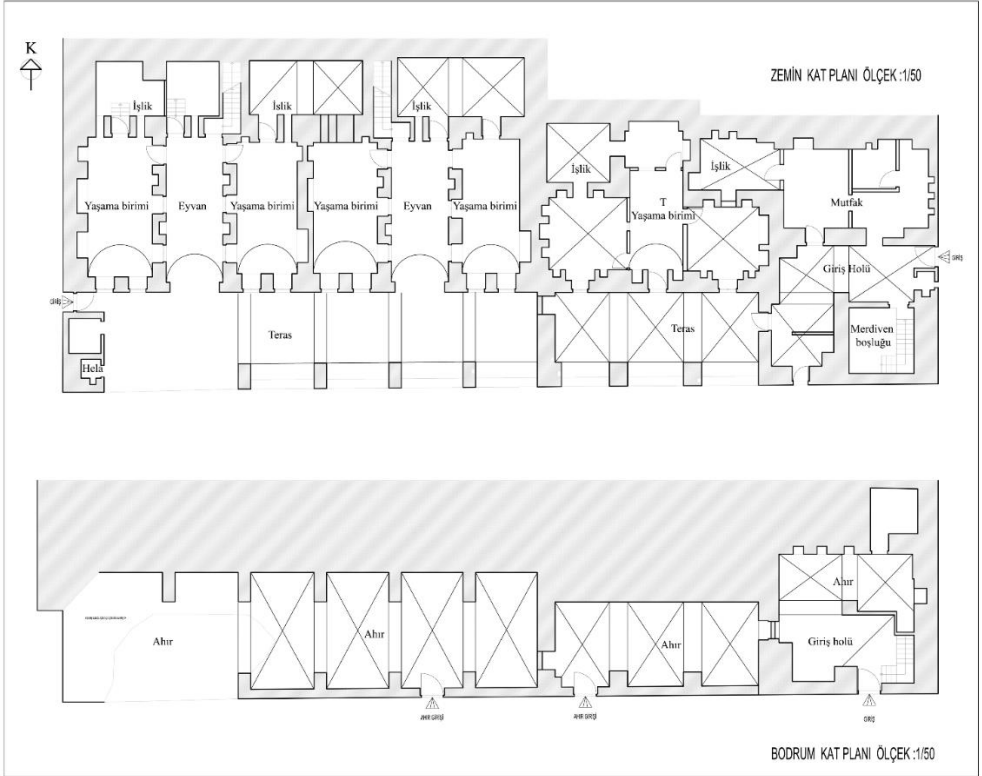 K
ZEMİN KAT PLANI ÖLÇEK :1/50
İşlik
İşlik
İşlik
İşlik
İşlik
Yaşama birimi
Eyvan
Yaşama birimi
Yaşama birimi
Eyvan
Yaşama birimi
T
Yaşama birimi
Mutfak
GİRİŞ
Giriş Holü
GİRİŞ
Teras
Teras
Merdiven
boşluğu
Hela
Ahır
Ahır
Ahır
Ahır
Giriş holü
AHIR GİRİŞİ
AHIR GİRİŞİ
GİRİŞ
BODRUM KAT PLANI ÖLÇEK :1/50